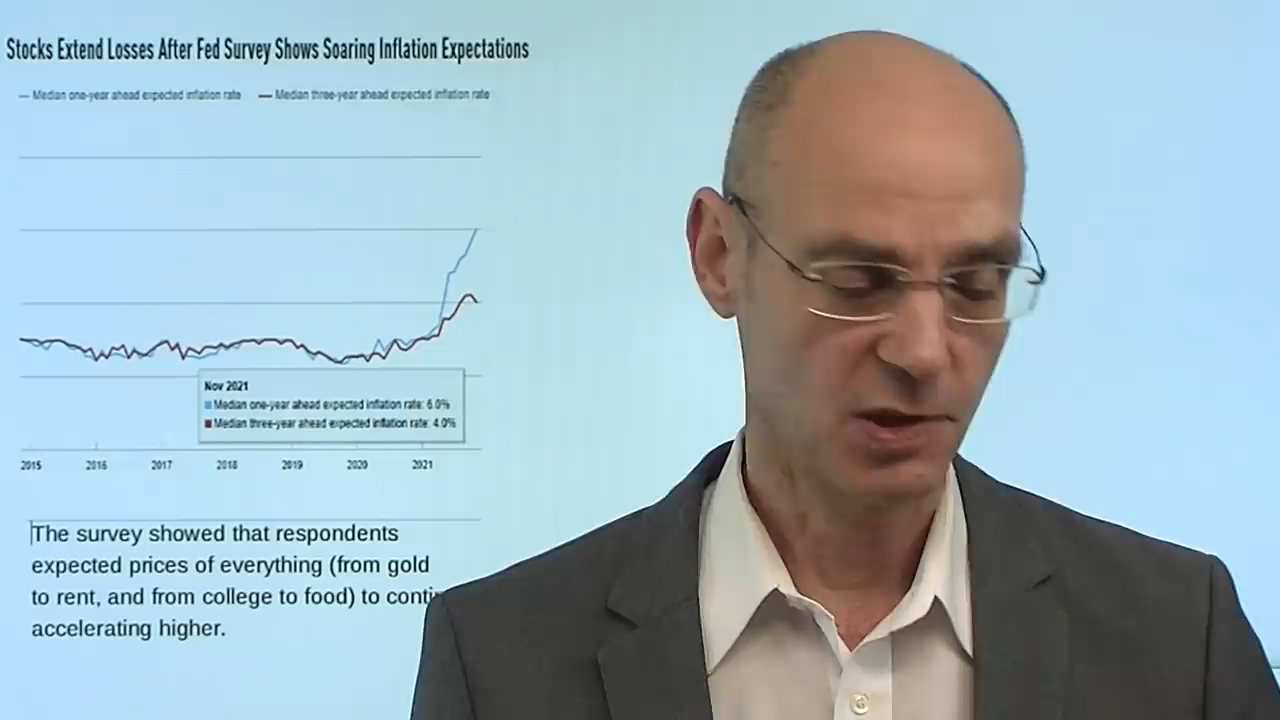 Stocks Extend Losses After Fed Survey Shows Soaring Inflation Expectations
Median one-year ahead expected inflation rate Median three-year ahead expected inflation rate
Nov 2021
Median one-year ahead expected inflation rate: 6.0%
Median three-year ahead expected inflation rate: 4.0%
2015 2016 2017 2018 2019 2020 2021
The survey showed that respondents
expected prices of everything (from gold
to rent, and from college to food) to conti
accelerating higher.